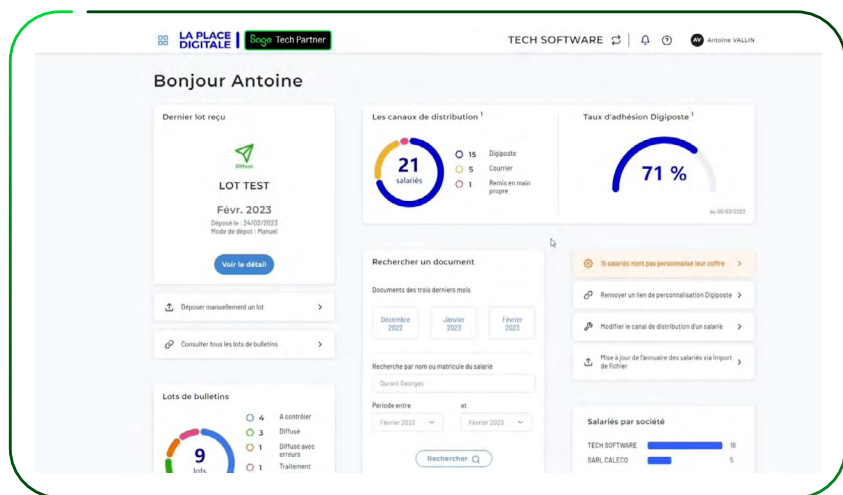 LA PLACE
DIGITALE
Sage Tech Partner
TECH SOFTWARE
AV
Antoine VALLIN
Bonjour Antoine
Dernier lot reçu
Diffusé
LOT TEST
Févr. 2023
Déposé le : 24/02/2023
Mode de dépot : Manuel
Voir le détail
Déposer manuellement un lot
Consulter tous les lots de bulletins
Lots de bulletins
9
lots
4 A contrôler
3 Diffusé
1 Diffusé avec
erreurs
1 Traitement
Les canaux de distribution 1
21
salariés
15 Digiposte
5 Courrier
1 Remis en main
propre
Taux d'adhésion Digiposte 1
71 %
au 06/03/2023
Rechercher un document
Documents des trois derniers mois
Décembre
2022
Janvier
2023
Février
2023
Recherche par nom ou matricule du salarié
Durant Georges
Période entre
et
Février 2023
Février 2023
Rechercher
salariés n'ont pas personnalisé leur coffre
Renvoyer un lien de personnalisation Digiposte
Modifier le canal de distribution d'un salarié
Mise à jour de l'annuaire des salariés via import
de fichier
Salariés par société
TECH SOFTWARE 16
SARL CALECO 5